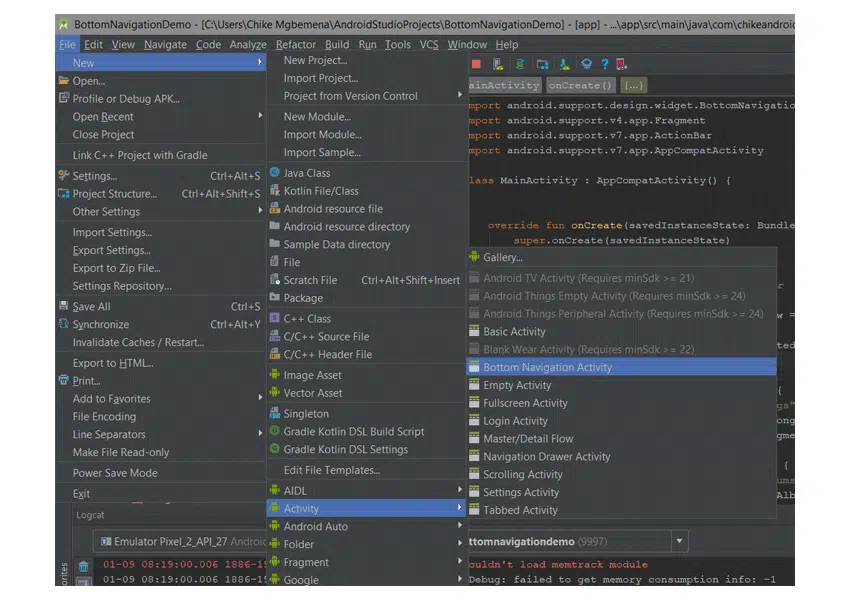 BottomNavigationDemo - [C:\Users\Chike Mgbemena\AndroidStudioProjects\BottomNavigationDemo] - [app] - ...\app\src\main\java\com\chikeandroid
File Edit View Navigate Code Analyze Refactor Build Run Tools VCS Window Help
New
Open...
Profile or Debug APK...
Open Recent
Close Project
Link C++ Project with Gradle
Settings... Ctrl+Alt+S
Project Structure... Ctrl+Alt+Shift+S
Other Settings
Import Settings...
Export Settings...
Export to Zip File...
Settings Repository...
Save All Ctrl+S
Synchronize Ctrl+Alt+Y
Invalidate Caches / Restart...
Export to HTML...
Print...
Add to Favorites
File Encoding
Line Separators
Make File Read-only
Power Save Mode
Exit
New Project...
Import Project...
Project from Version Control
New Module...
Import Module...
Import Sample...
Java Class
Kotlin File/Class
Android resource file
Android resource directory
Sample Data directory
File
Scratch File Ctrl+Alt+Shift+Insert
Package
C++ Class
C/C++ Source File
C/C++ Header File
Image Asset
Vector Asset
Singleton
Gradle Kotlin DSL Build Script
Gradle Kotlin DSL Settings
Edit File Templates...
AIDL
Activity
Android Auto
Folder
Fragment
Google
ainActivity onCreate() {...}
mport android.support.design.widget.BottomNavigatio
mport android.support.v4.app.Fragment
mport android.support.v7.app.ActionBar
mport android.support.v7.app.AppCompatActivity
lass MainActivity : AppCompatActivity() {
override fun onCreate(savedInstanceState: Bundle
super.onCreate(savedInstanceState)
Gallery...
Android TV Activity (Requires minSdk >= 21)
Android Things Empty Activity (Requires minSdk >= 24)
Android Things Peripheral Activity (Requires minSdk >= 24)
Basic Activity
Blank Wear Activity (Requires minSdk >= 22)
Bottom Navigation Activity
Empty Activity
Fullscreen Activity
Login Activity
Master/Detail Flow
Navigation Drawer Activity
Scrolling Activity
Settings Activity
Tabbed Activity
Logcat
Emulator Pixel_2_API_27 Androi
ttomnavigationdemo (9997)
01-09 08:19:00.006 1886-1
ouldn't load memtrack module
01-09 08:19:00.006 1886-1
Debug: failed to get memory consumption info: -1